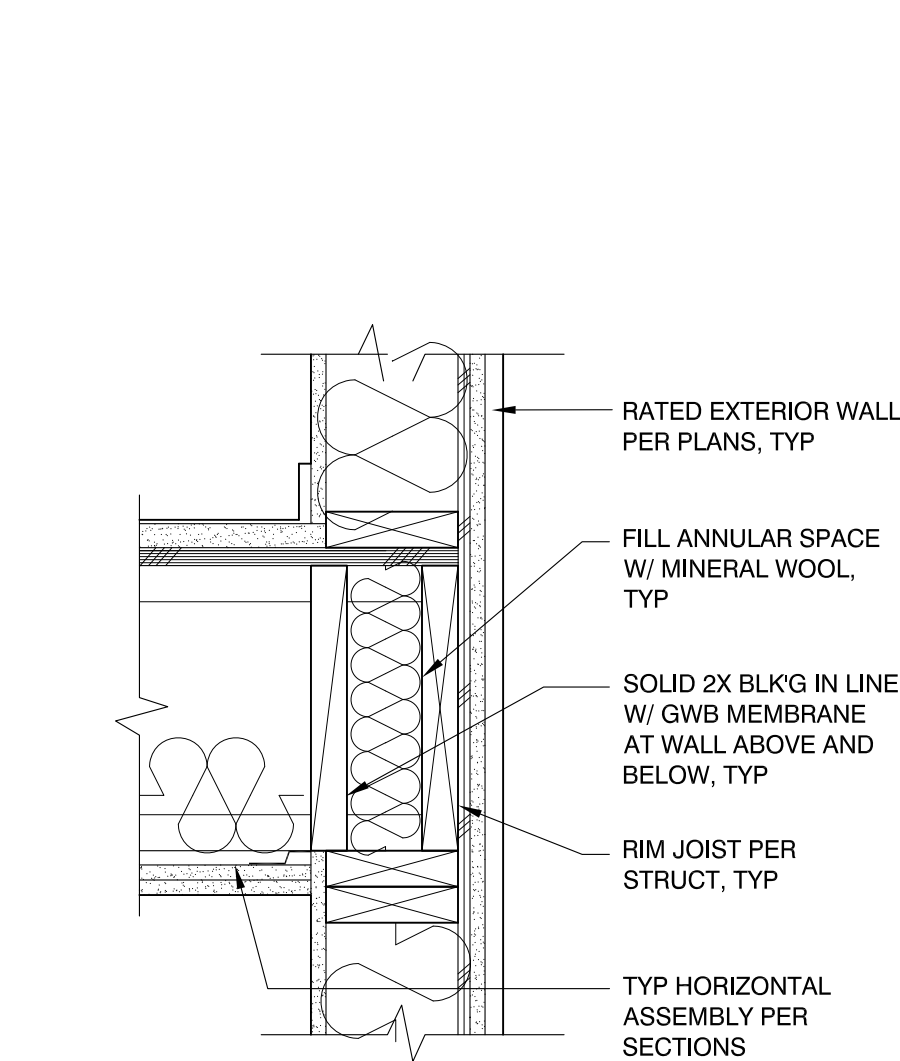 RATED EXTERIOR WALL
PER PLANS, TYP
FILL ANNULAR SPACE
W/ MINERAL WOOL,
TYP
SOLID 2X BLK'G IN LINE
W/ GWB MEMBRANE
AT WALL ABOVE AND
BELOW, TYP
RIM JOIST PER
STRUCT, TYP
TYP HORIZONTAL
ASSEMBLY PER
SECTIONS